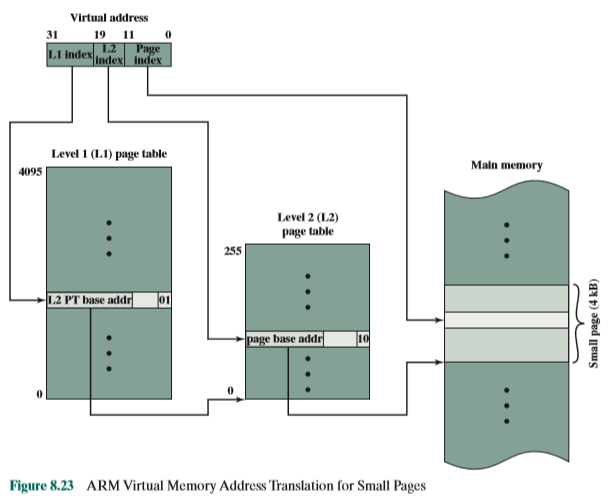 Virtual address
31 19 11 0
L1 index L2 index Page index
Level 1 (L1) page table
4095
L2 PT base addr 01
0
Level 2 (L2)
page table
255
page base addr 10
0
Main memory
Small page (4 kB)
Figure 8.23 ARM Virtual Memory Address Translation for Small Pages